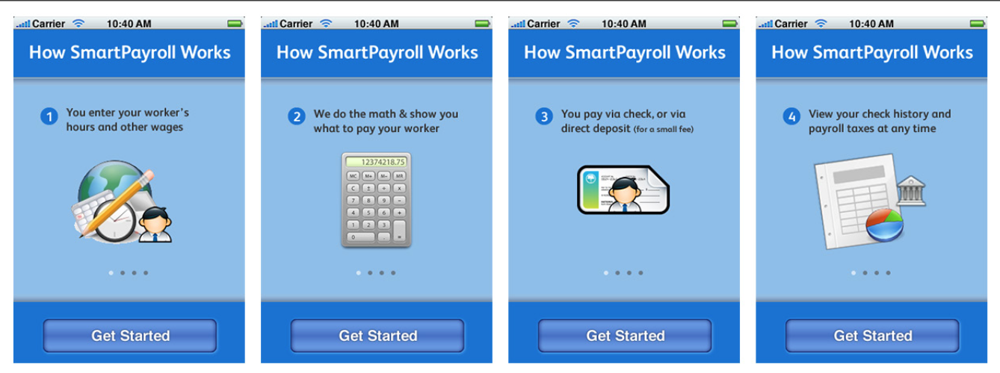 Carrier 10:40 AM
How SmartPayroll Works
1 You enter your worker's
hours and other wages
Get Started
Carrier 10:40 AM
How SmartPayroll Works
2 We do the math & show you
what to pay your worker
12374218.75
MC M+ M- MR
C ± ÷ x
7 8 9 -
4 5 6 +
1 2 3
0 . =
Get Started
Carrier 10:40 AM
How SmartPayroll Works
3 You pay via check, or via
direct deposit (for a small fee)
Get Started
Carrier 10:40 AM
How SmartPayroll Works
4 View your check history and
payroll taxes at any time
Get Started